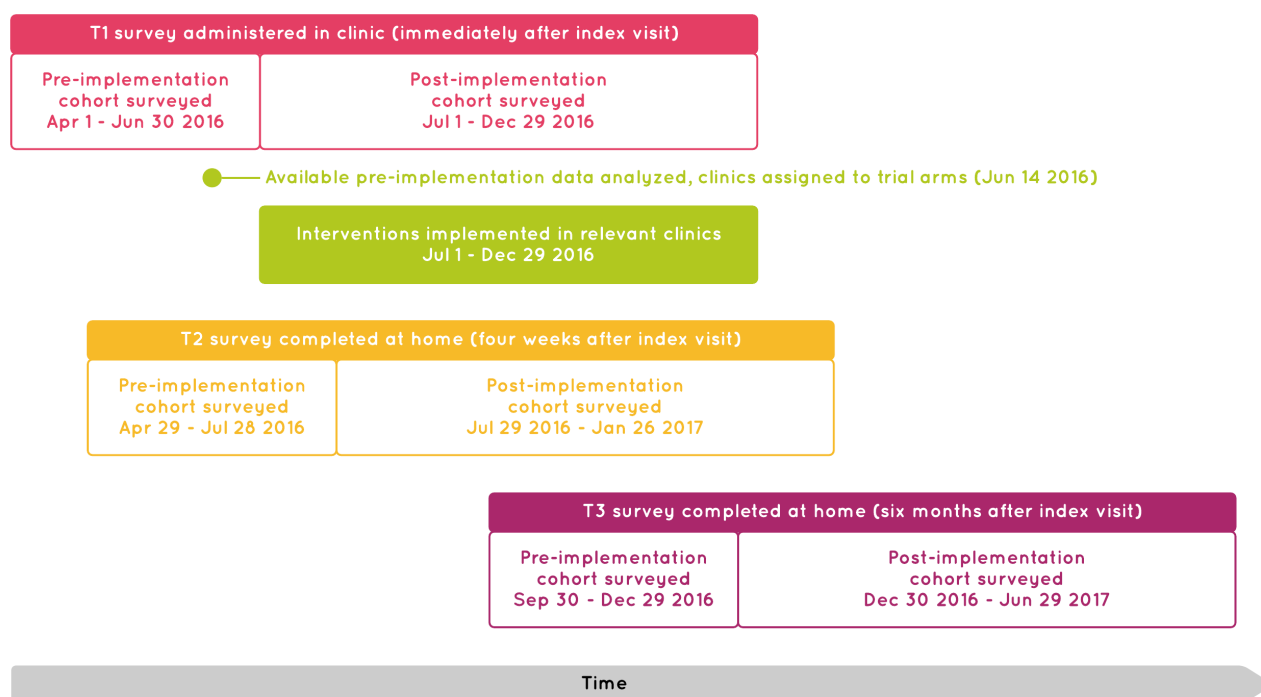 T1 survey administered in clinic (immediately after index visit)
Pre-implementation
cohort surveyed
Apr 1 - Jun 30 2016
Post-implementation
cohort surveyed
Jul 1 - Dec 29 2016
Available pre-implementation data analyzed, clinics assigned to trial arms (Jun 14 2016)
Interventions implemented in relevant clinics
Jul 1 - Dec 29 2016
T2 survey completed at home (four weeks after index visit)
Pre-implementation
cohort surveyed
Apr 29 - Jul 28 2016
Post-implementation
cohort surveyed
Jul 29 2016 - Jan 26 2017
T3 survey completed at home (six months after index visit)
Pre-implementation
cohort surveyed
Sep 30 - Dec 29 2016
Post-implementation
cohort surveyed
Dec 30 2016 - Jun 29 2017
Time